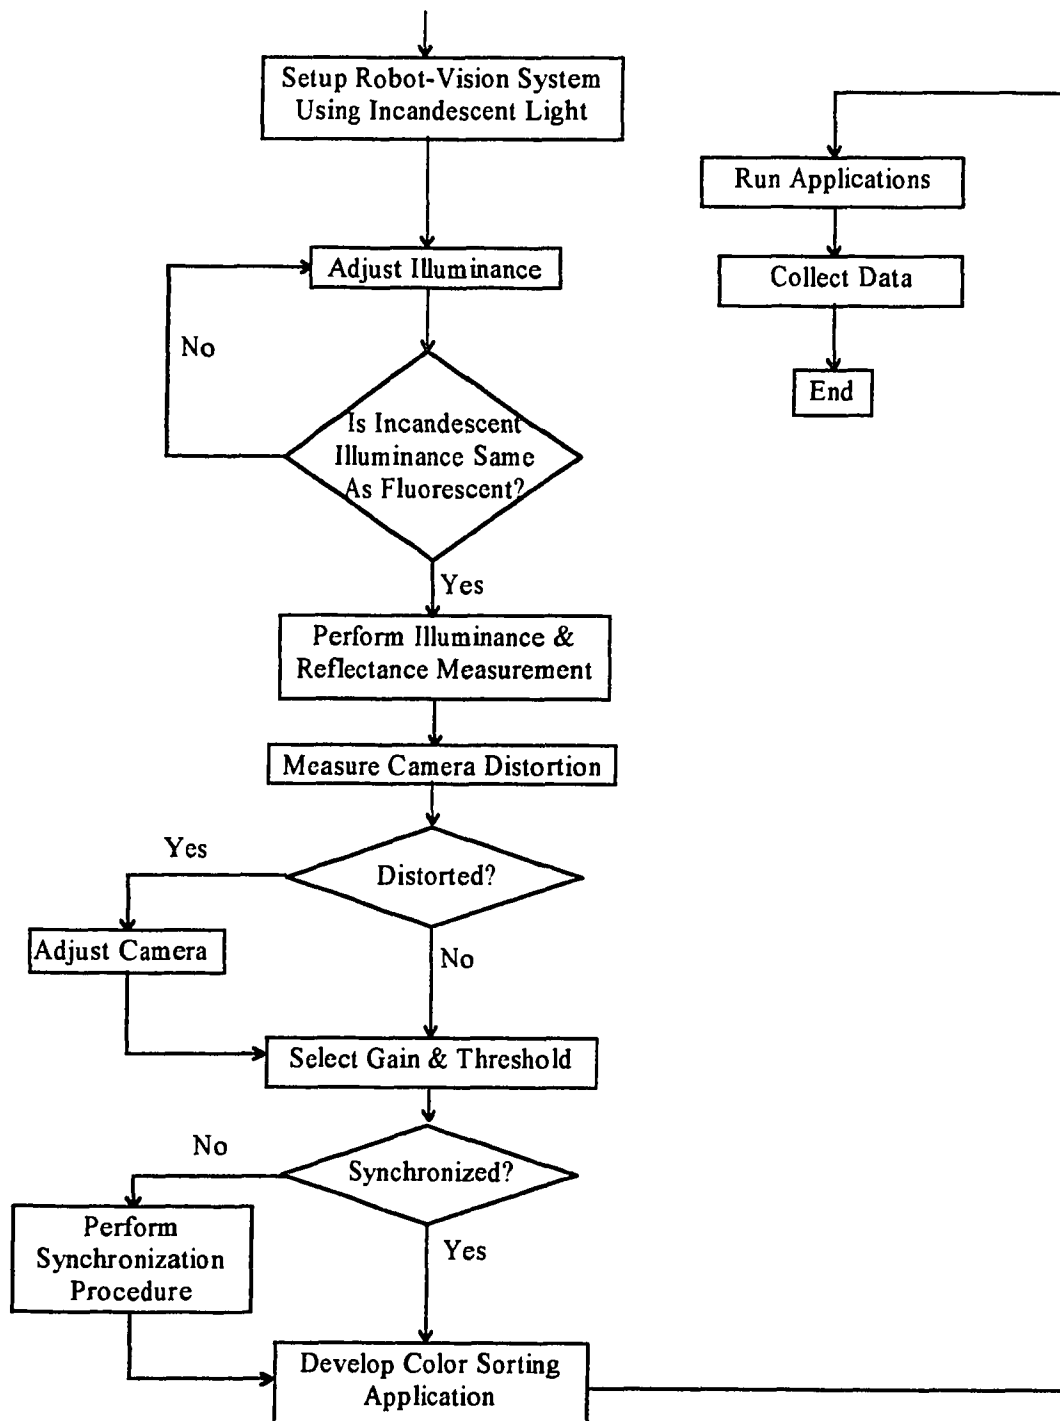 Setup Robot-Vision System
Using Incandescent Light
Adjust Illuminance
No
Is Incandescent
Illuminance Same
As Fluorescent?
Yes
Perform Illuminance &
Reflectance Measurement
Measure Camera Distortion
Distorted?
Yes
Adjust Camera
No
Select Gain & Threshold
Synchronized?
No
Perform
Synchronization
Procedure
Yes
Develop Color Sorting
Application
Run Applications
Collect Data
End